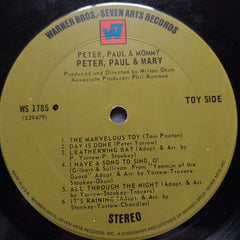 WARNER BROS.-SEVEN ARTS RECORDS
W7
PETER, PAUL & MOMMY
PETER, PAUL & MARY
Produced and Directed by Milton Okun
Associate Producer: Phil Ramone
WS 1785
(S39479)
TOY SIDE
1. THE MARVELOUS TOY (Tom Paxton)
2. DAY IS DONE (Peter Yarrow)
3. LEATHERWING BAT (Adapt. & Arr. by
P. Yarrow-P. Stookey)
4. I HAVE A SONG TO SING, O!
(Gilbert & Sullivan From "Yeomen of the
Guard" Adapt. & Arr. by Yarrow-Travers-
Stookey-Okun)
5. ALL THROUGH THE NIGHT (Adapt. & Arr.
by Yarrow-Stookey-Travers)
6. IT'S RAINING (Adapt. & Arr. by
Yarrow-Stookey-Chandler)
STEREO